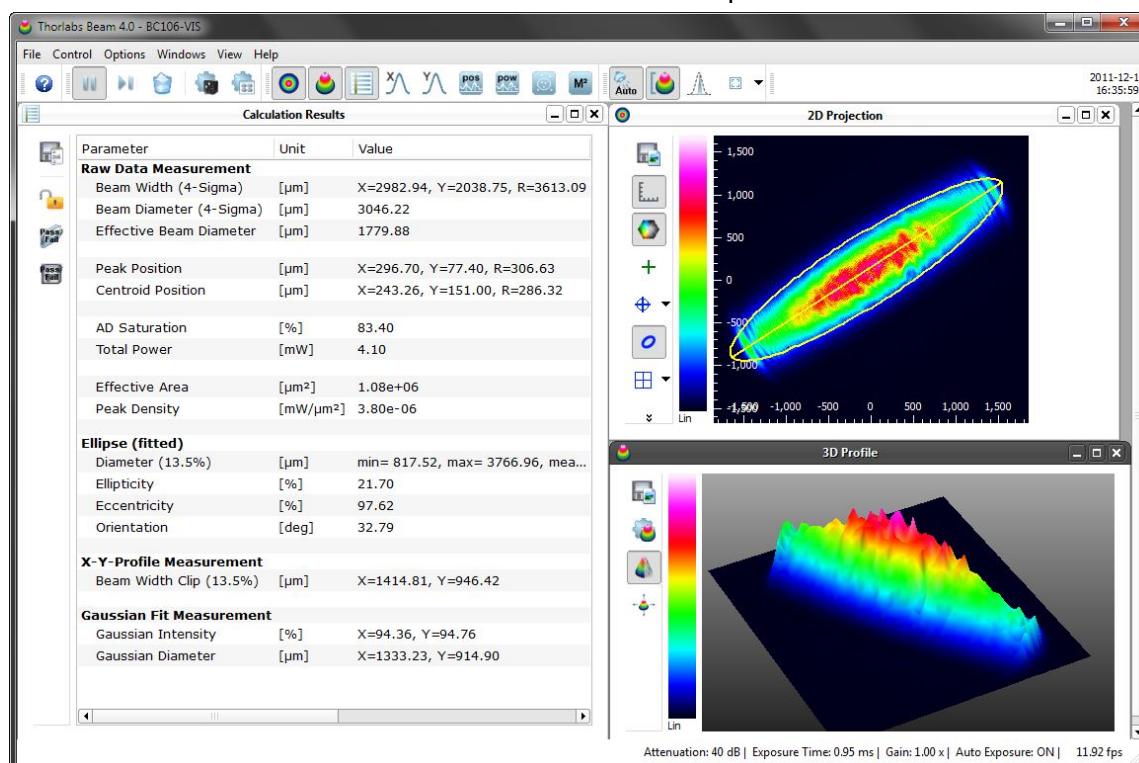 Thorlabs Beam 4.0 - BC106-VIS
File Control Options Windows View Help
X Y pos pow M² Auto
2011-12-1
16:35:59
Calculation Results
Parameter Unit Value
Raw Data Measurement
Beam Width (4-Sigma) [µm] X=2982.94, Y=2038.75, R=3613.09
Beam Diameter (4-Sigma) [µm] 3046.22
Effective Beam Diameter [µm] 1779.88
Peak Position [µm] X=296.70, Y=77.40, R=306.63
Centroid Position [µm] X=243.26, Y=151.00, R=286.32
AD Saturation [%] 83.40
Total Power [mW] 4.10
Effective Area [µm²] 1.08e+06
Peak Density [mW/µm²] 3.80e-06
Ellipse (fitted)
Diameter (13.5%) [µm] min= 817.52, max= 3766.96, mea...
Ellipticity [%] 21.70
Eccentricity [%] 97.62
Orientation [deg] 32.79
X-Y-Profile Measurement
Beam Width Clip (13.5%) [µm] X=1414.81, Y=946.42
Gaussian Fit Measurement
Gaussian Intensity [%] X=94.36, Y=94.76
Gaussian Diameter [µm] X=1333.23, Y=914.90
Pass/
Fail
Pass/
Fail
2D Projection
1,500
1,000
500
0
-500
-1,000
-1,500 -1,000 -500 0 500 1,000 1,500
Lin
3D Profile
Lin
Attenuation: 40 dB | Exposure Time: 0.95 ms | Gain: 1.00 x | Auto Exposure: ON | 11.92 fps